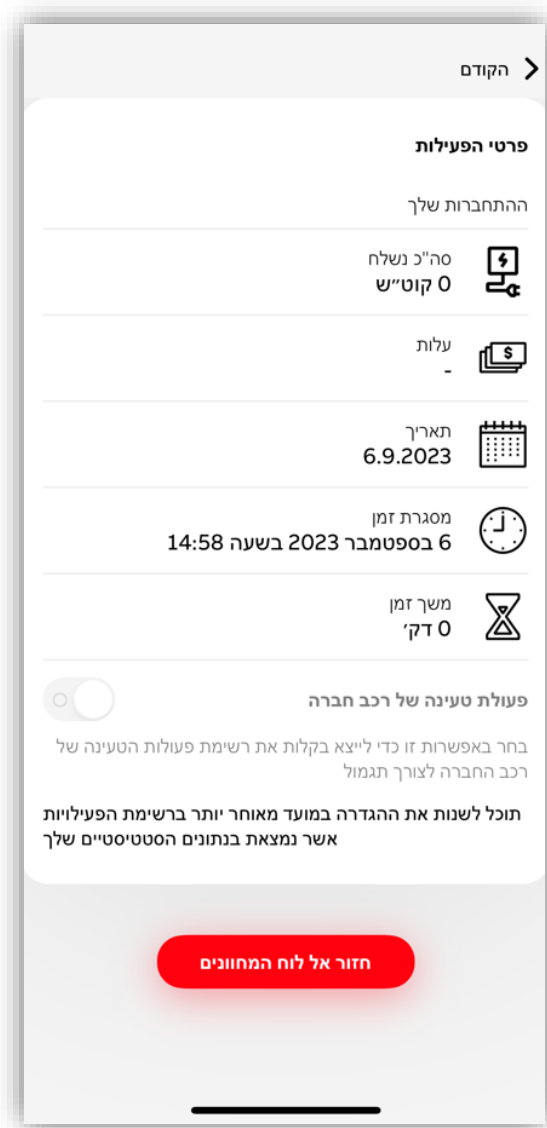 הקודם
פרטי הפעילות
ההתחברות שלך
סה"כ נשלח
0 קוט״ש
עלות
-
תאריך
6.9.2023
מסגרת זמן
6 בספטמבר 2023 בשעה 14:58
משך זמן
0 דק׳
פעולת טעינה של רכב חברה
בחר באפשרות זו כדי לייצא בקלות את רשימת פעולות הטעינה של
רכב החברה לצורך תגמול
תוכל לשנות את ההגדרה במועד מאוחר יותר ברשימת הפעילויות
אשר נמצאת בנתונים הסטטיסטיים שלך
חזור אל לוח המחוונים